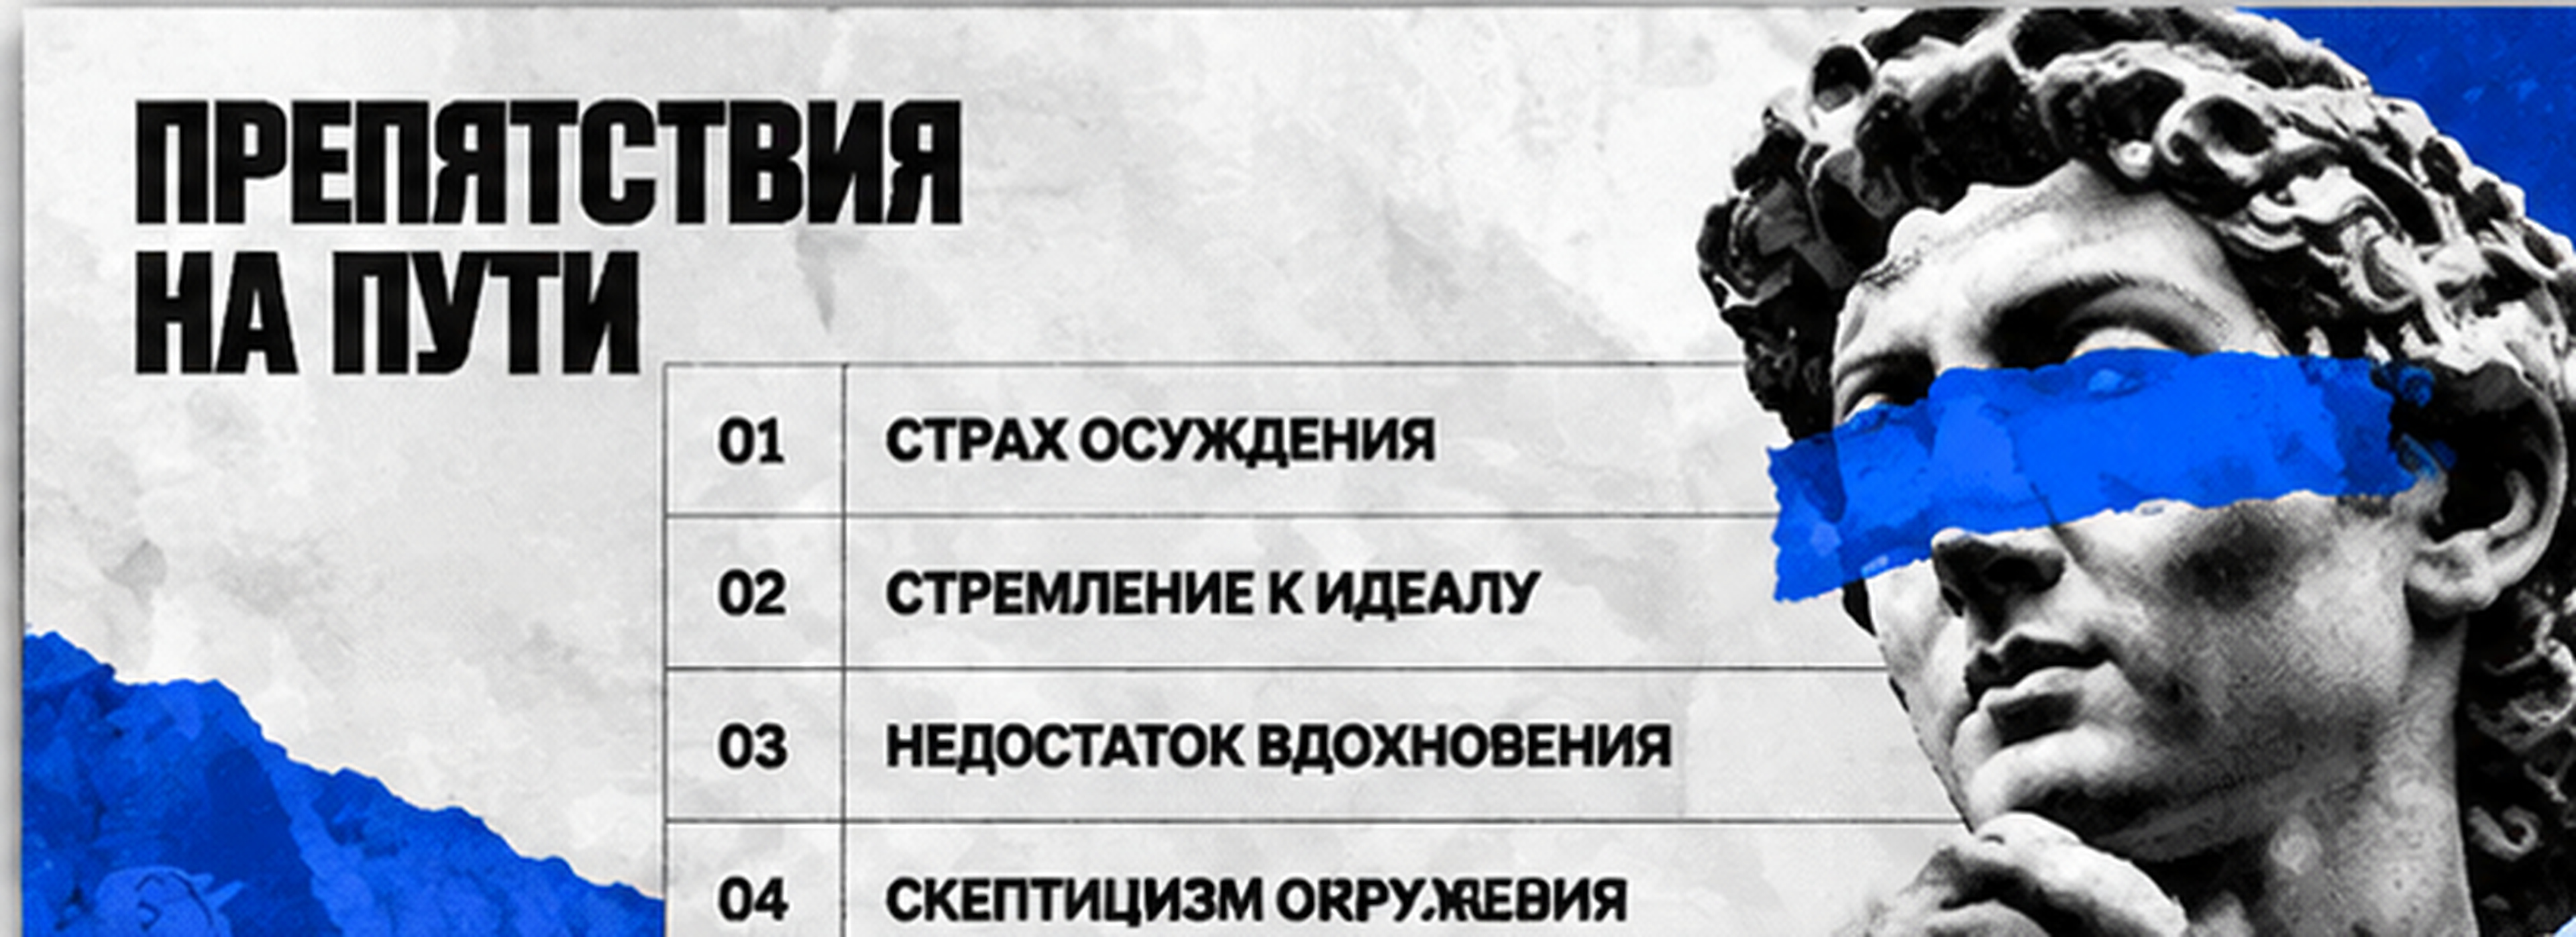 ПРЕПЯТСТВИЯ
НА ПУТИ
01 СТРАХ ОСУЖДЕНИЯ
02 СТРЕМЛЕНИЕ К ИДЕАЛУ
03 НЕДОСТАТОК ВДОХНОВЕНИЯ
04 СКЕПТИЦИЗМ